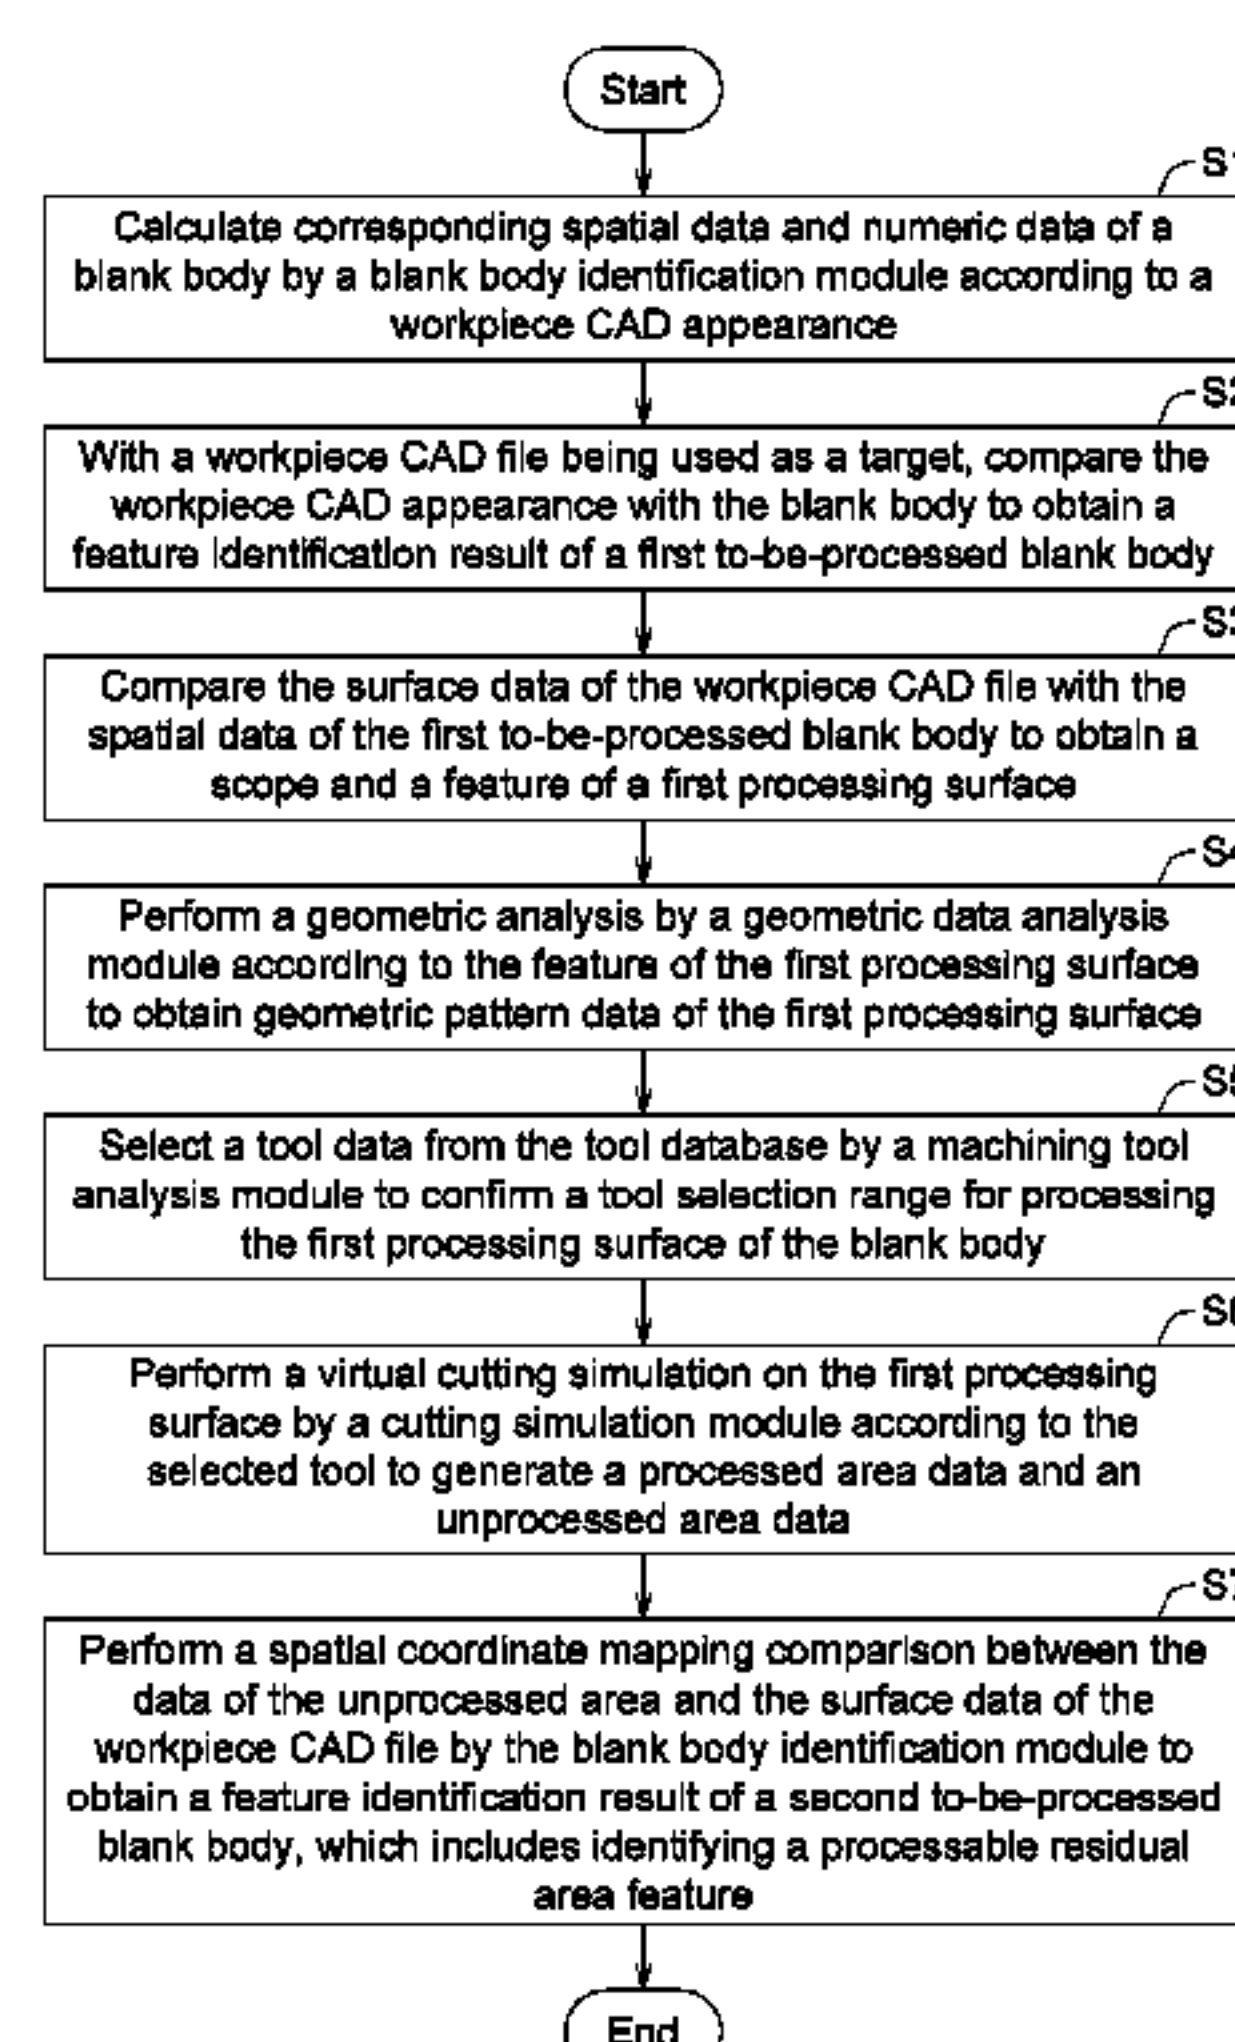 Start
Calculate corresponding spatial data and numeric data of a
blank body by a blank body identification module according to a
workpiece CAD appearance
With a workpiece CAD file being used as a target, compare the
workpiece CAD appearance with the blank body to obtain a
feature identification result of a first to-be-processed blank body
Compare the surface data of the workpiece CAD file with the
spatial data of the first to-be-processed blank body to obtain a
scope and a feature of a first processing surface
Perform a geometric analysis by a geometric data analysis
module according to the feature of the first processing surface
to obtain geometric pattern data of the first processing surface
Select a tool data from the tool database by a machining tool
analysis module to confirm a tool selection range for processing
the first processing surface of the blank body
Perform a virtual cutting simulation on the first processing
surface by a cutting simulation module according to the
selected tool to generate a processed area data and an
unprocessed area data
Perform a spatial coordinate mapping comparison between the
data of the unprocessed area and the surface data of the
workpiece CAD file by the blank body identification module to
obtain a feature identification result of a second to-be-processed
blank body, which includes identifying a processable residual
area feature
End